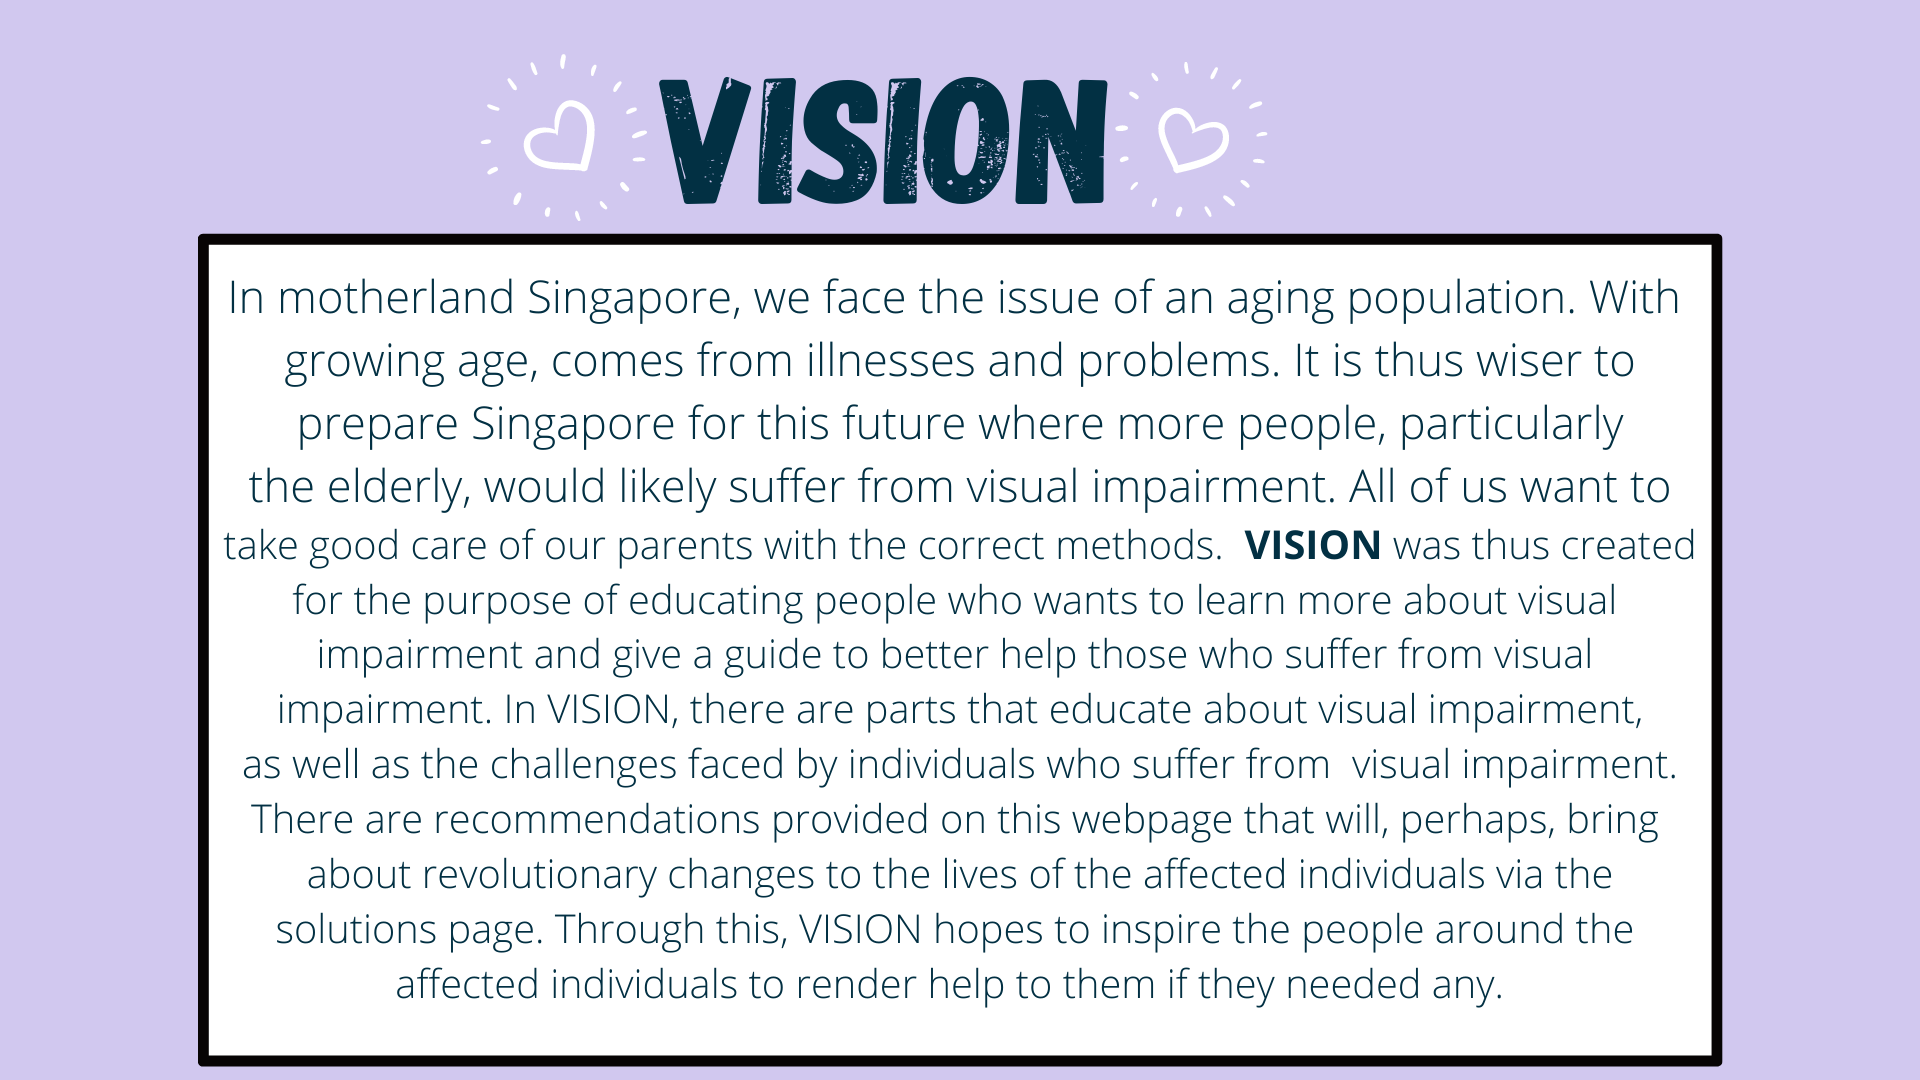 VISION
In motherland Singapore, we face the issue of an aging population. With
growing age, comes from illnesses and problems. It is thus wiser to
prepare Singapore for this future where more people, particularly
the elderly, would likely suffer from visual impairment. All of us want to
take good care of our parents with the correct methods.  VISION was thus created
for the purpose of educating people who wants to learn more about visual
impairment and give a guide to better help those who suffer from visual
impairment. In VISION, there are parts that educate about visual impairment,
as well as the challenges faced by individuals who suffer from  visual impairment.
There are recommendations provided on this webpage that will, perhaps, bring
about revolutionary changes to the lives of the affected individuals via the
solutions page. Through this, VISION hopes to inspire the people around the
affected individuals to render help to them if they needed any.